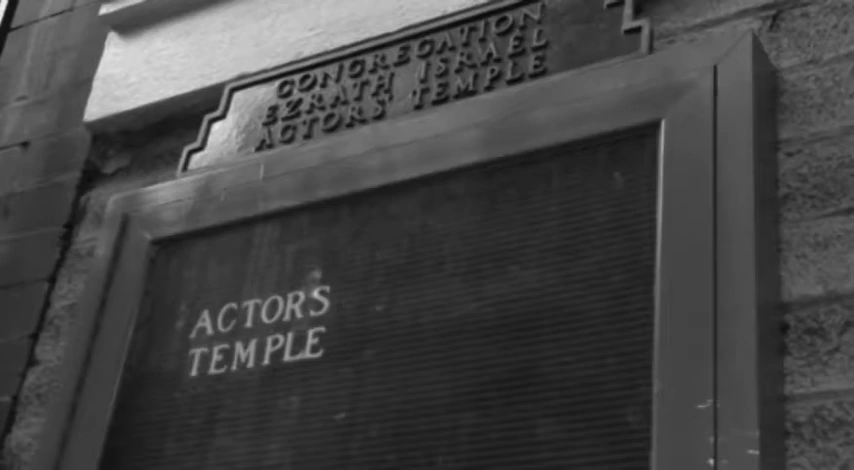 CONGREGATION
EZRATH ISRAEL
ACTORS' TEMPLE
ACTORS
TEMPLE